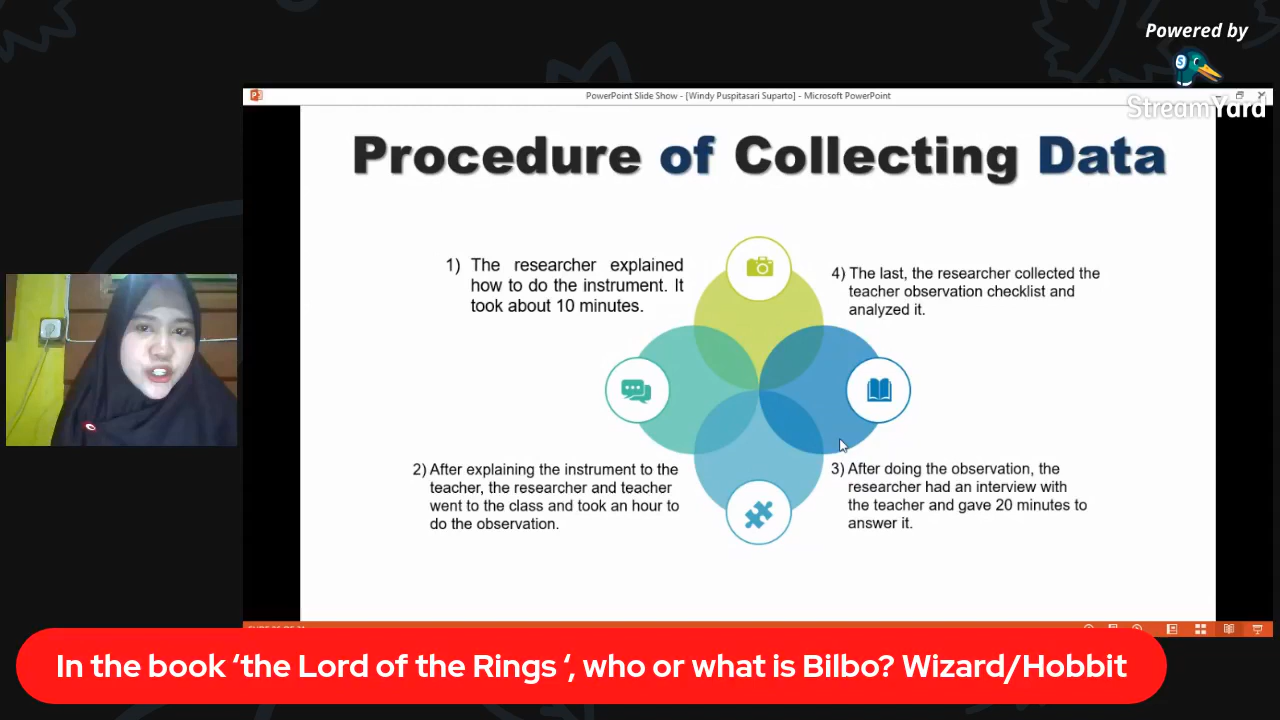 Powered by
StreamYard
PowerPoint Slide Show - [Windy Puspitasari Suparto] - Microsoft PowerPoint
Procedure of Collecting Data
1) The researcher explained
how to do the instrument. It
took about 10 minutes.
2) After explaining the instrument to the
teacher, the researcher and teacher
went to the class and took an hour to
do the observation.
3) After doing the observation, the
researcher had an interview with
the teacher and gave 20 minutes to
answer it.
4) The last, the researcher collected the
teacher observation checklist and
analyzed it.
In the book ‘the Lord of the Rings ‘, who or what is Bilbo? Wizard/Hobbit